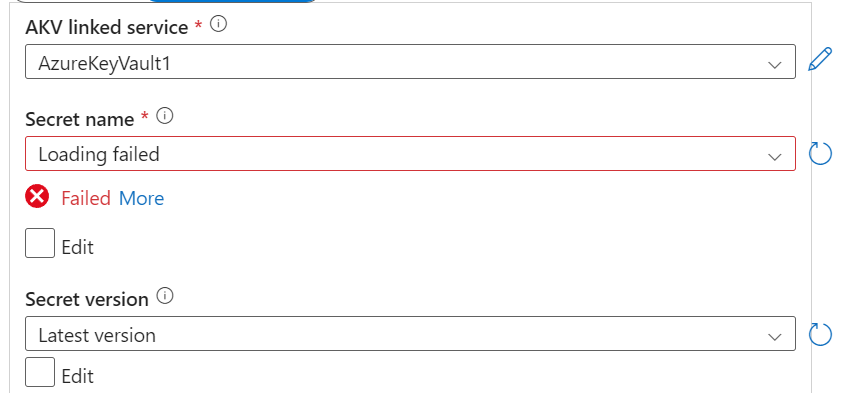 AKV linked service *
AzureKeyVault1
Secret name *
Loading failed
Failed More
Edit
Secret version
Latest version
Edit